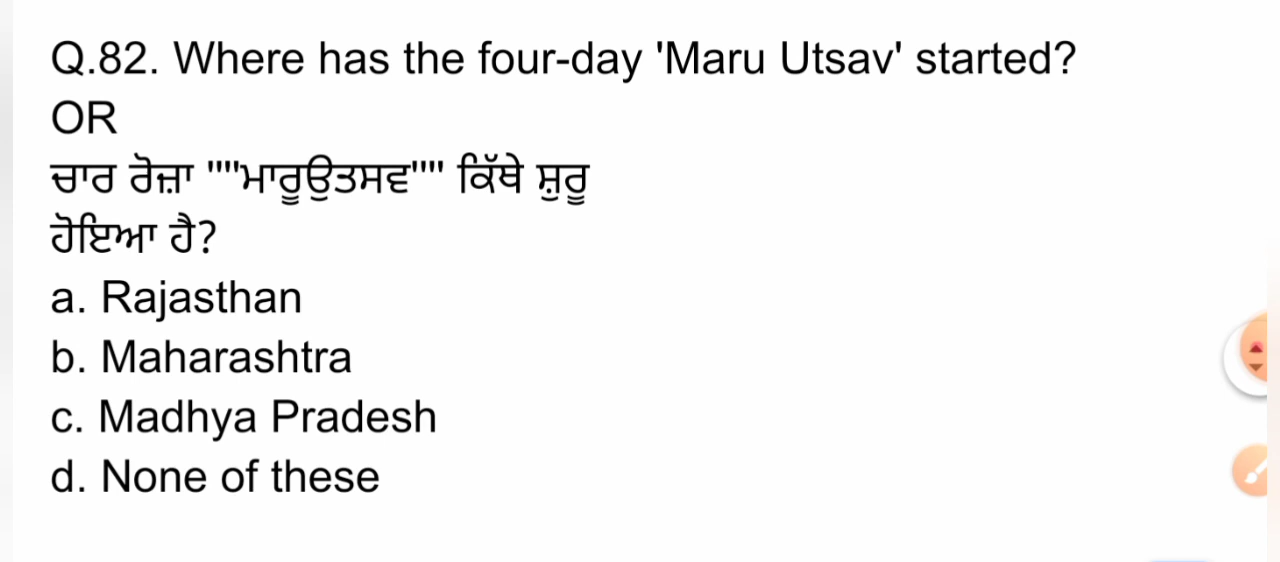 Q.82. Where has the four-day 'Maru Utsav' started?
OR
ਚਾਰ ਰੋਜ਼ਾ """"ਮਾਰੂਉਤਸਵ"""" ਕਿੱਥੇ ਸ਼ੁਰੂ
ਹੋਇਆ ਹੈ?
a. Rajasthan
b. Maharashtra
c. Madhya Pradesh
d. None of these